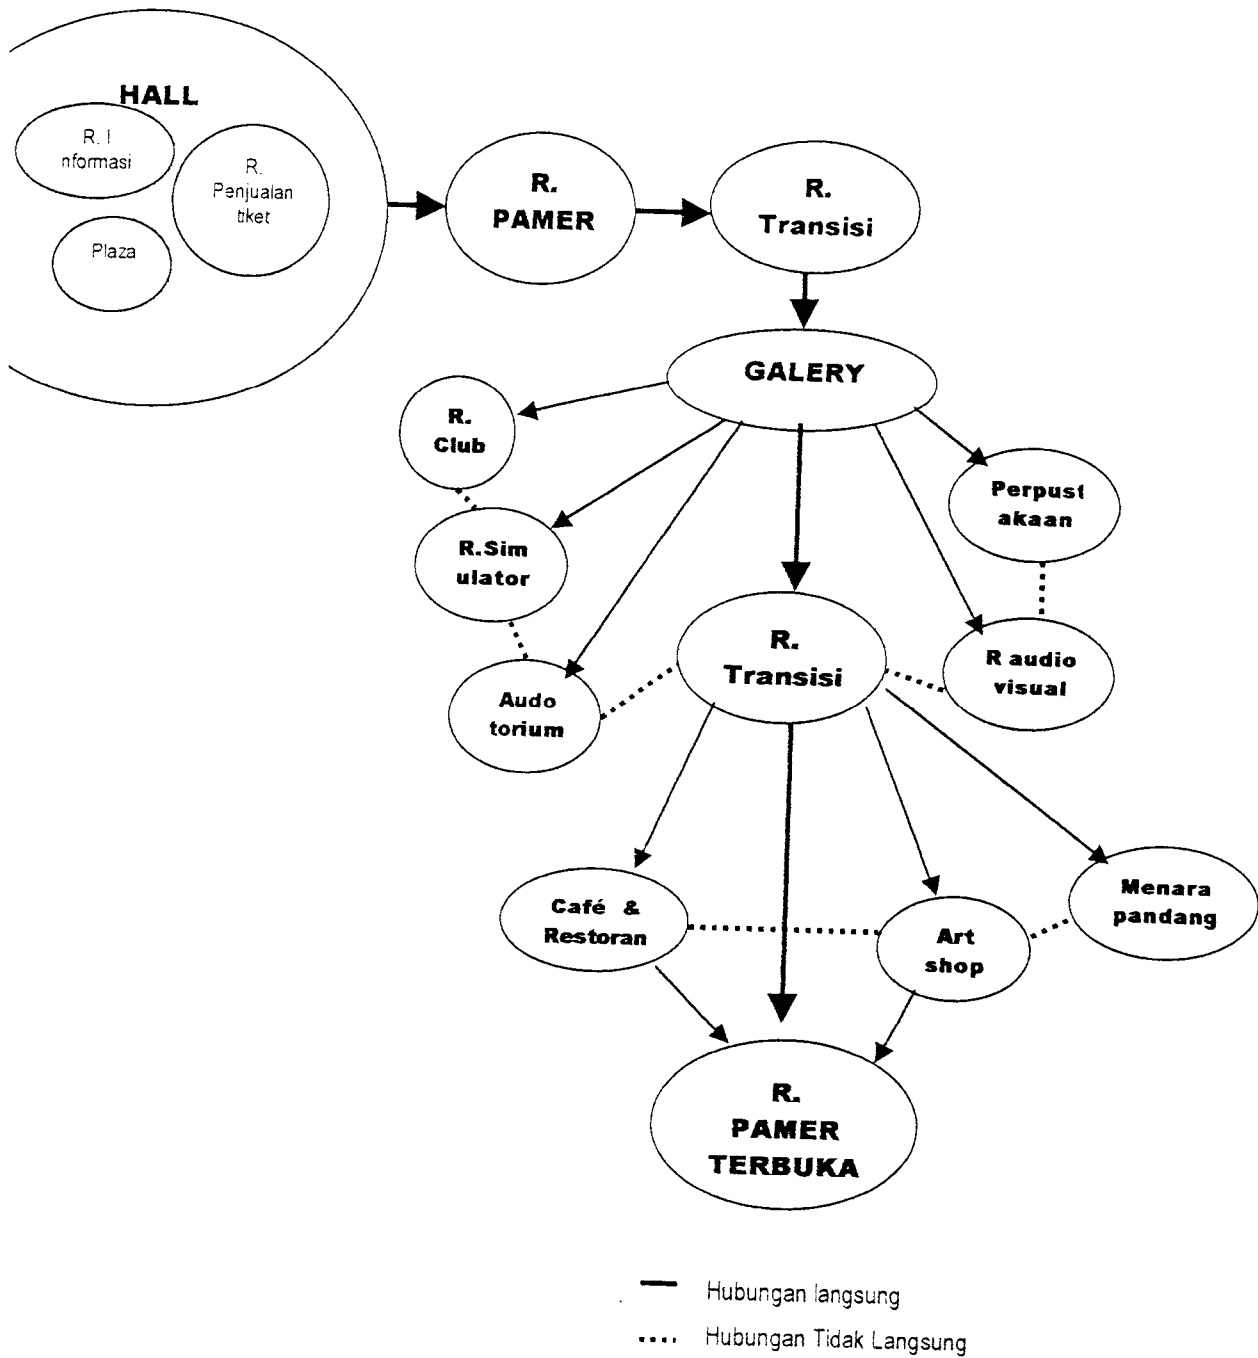 HALL
R. I
nformasi
R.
Penjualan
tiket
Plaza
R.
PAMER
R.
Transisi
GALERY
R.
Club
R.Sim
ulator
Audo
torium
R.
Transisi
Perpust
akaan
R audio
visual
Café &
Restoran
Art
shop
Menara
pandang
R.
PAMER
TERBUKA
Hubungan langsung
Hubungan Tidak Langsung